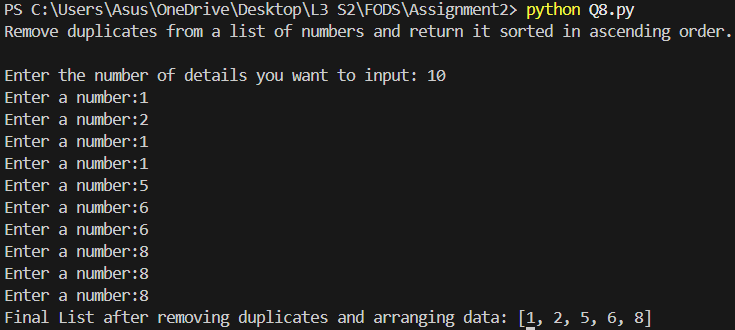 PS C:\Users\Asus\OneDrive\Desktop\L3 S2\FODS\Assignment2> python Q8.py
Remove duplicates from a list of numbers and return it sorted in ascending order.
Enter the number of details you want to input: 10
Enter a number:1
Enter a number:2
Enter a number:1
Enter a number:1
Enter a number:5
Enter a number:6
Enter a number:6
Enter a number:8
Enter a number:8
Enter a number:8
Final List after removing duplicates and arranging data: [1, 2, 5, 6, 8]